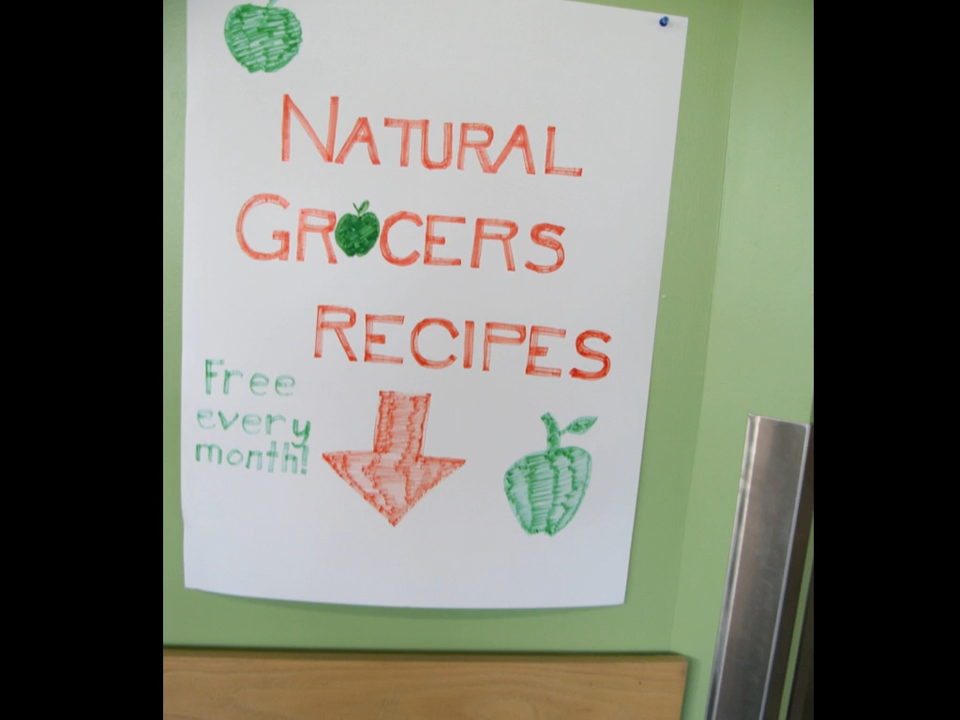 NATURAL
GROCERS
RECIPES
Free
every
month!